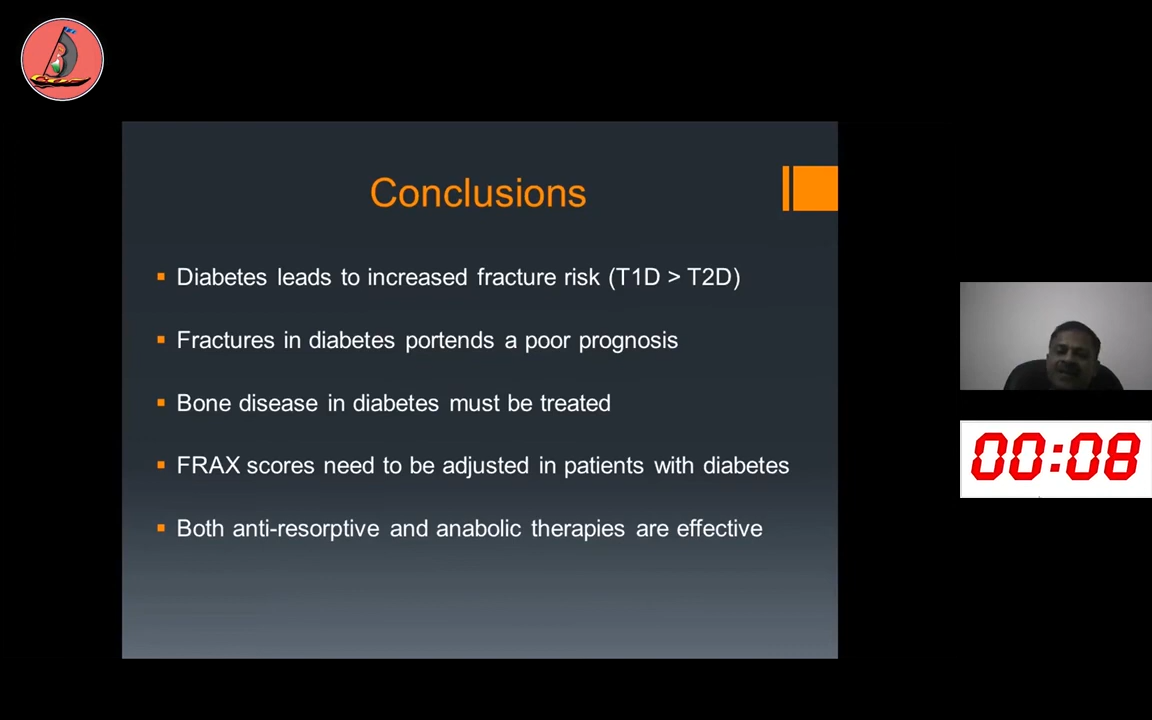 Conclusions
Diabetes leads to increased fracture risk (T1D > T2D)
Fractures in diabetes portends a poor prognosis
Bone disease in diabetes must be treated
FRAX scores need to be adjusted in patients with diabetes
Both anti-resorptive and anabolic therapies are effective
00:08